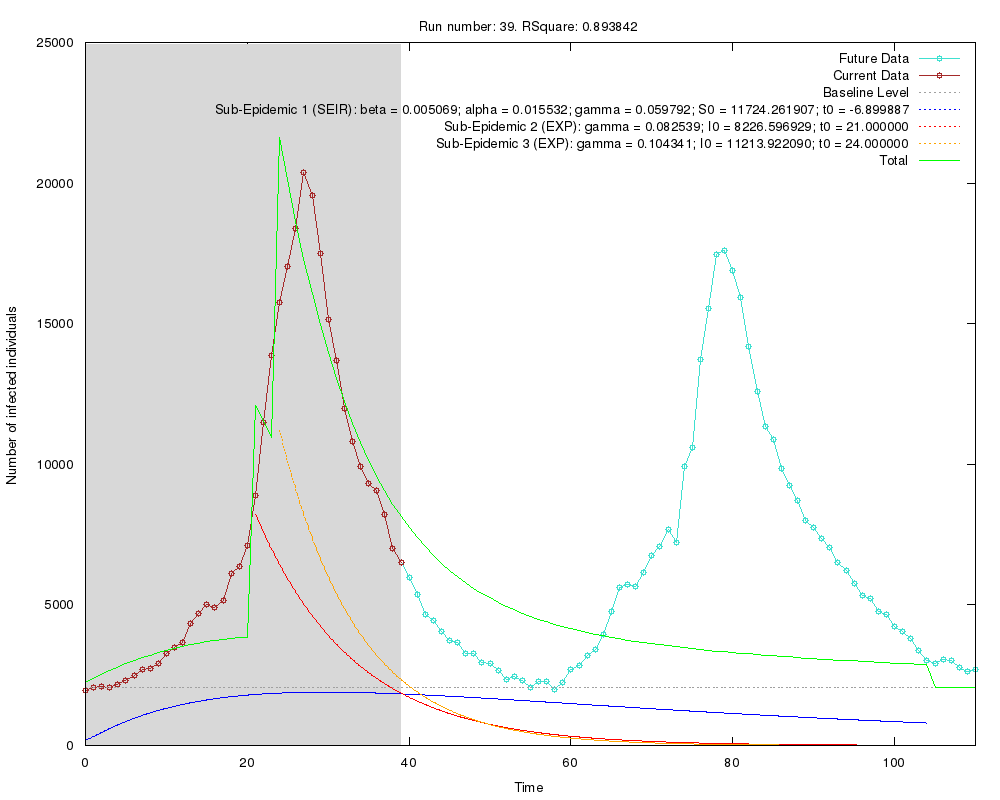 Run number: 39. RSquare: 0.893842
25000
20000
15000
10000
5000
0
Number of infected individuals
Future Data
Current Data
Baseline Level
Sub-Epidemic 1 (SEIR): beta = 0.005069; alpha = 0.015532; gamma = 0.059792; S0 = 11724.261907; t0 = -6.899887
Sub-Epidemic 2 (EXP): gamma = 0.082539; I0 = 8226.596929; t0 = 21.000000
Sub-Epidemic 3 (EXP): gamma = 0.104341; I0 = 11213.922090; t0 = 24.000000
Total
0 20 40 60 80 100
Time